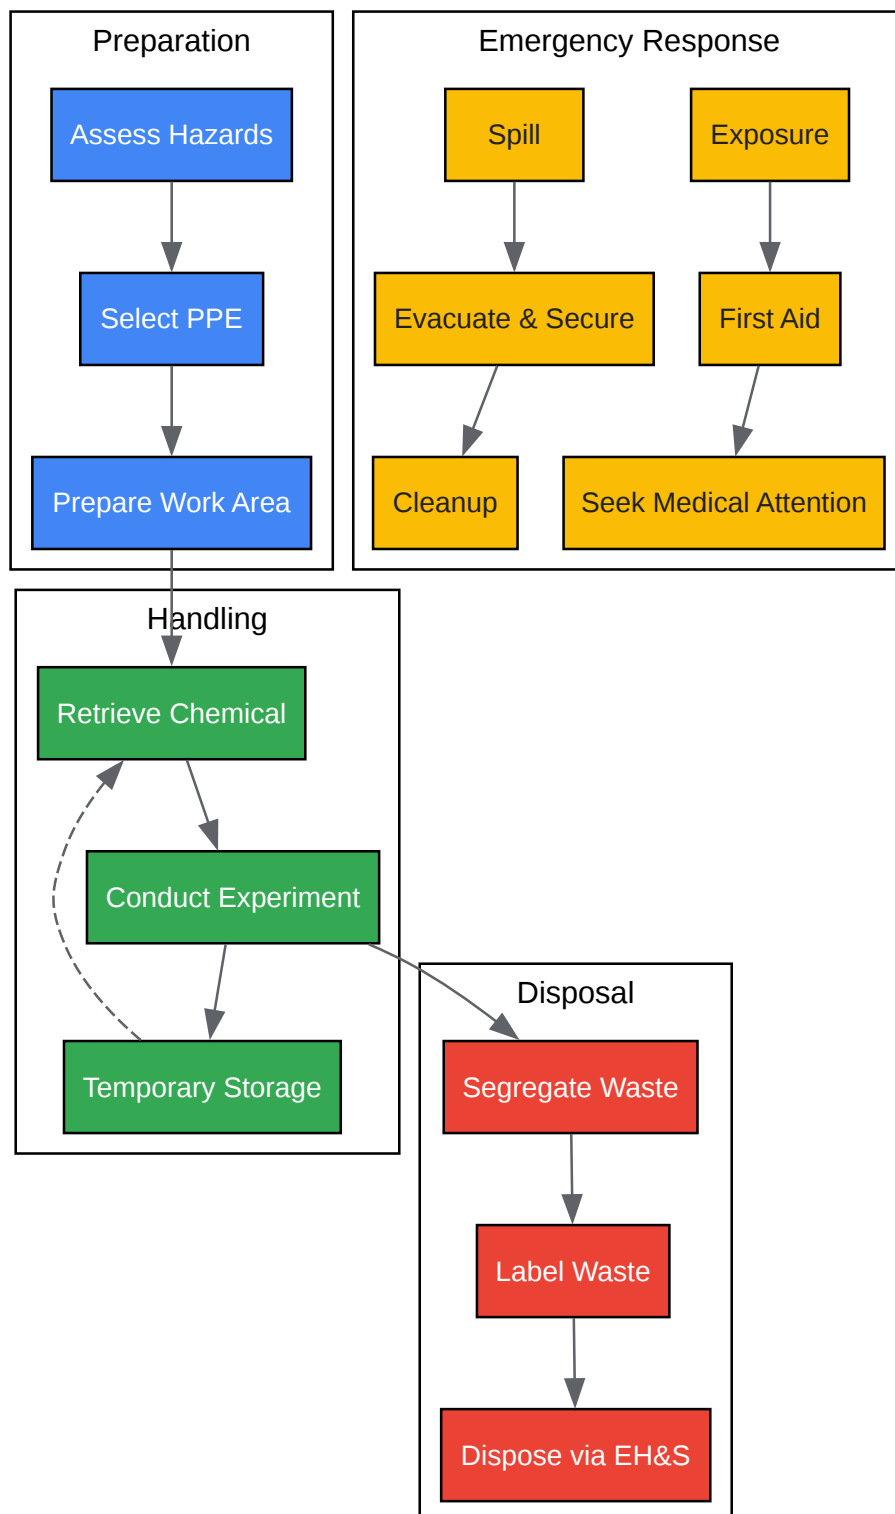 Preparation
Assess Hazards
Select PPE
Prepare Work Area
Emergency Response
Spill
Exposure
Evacuate & Secure
First Aid
Cleanup
Seek Medical Attention
Handling
Retrieve Chemical
Conduct Experiment
Temporary Storage
Disposal
Segregate Waste
Label Waste
Dispose via EH&S